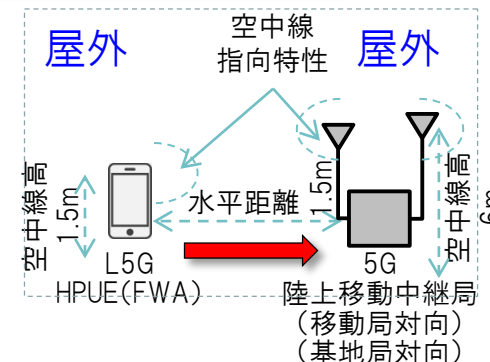 屋外
空中線
指向特性
屋外
空中線高
1.5m
水平距離
1.5m
空中線高
6m
L5G
HPUE(FWA)
5G
陸上移動中継局
(移動局対向)
(基地局対向)